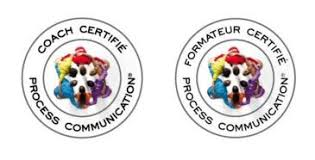 COACH CERTIFIÉ
PROCESS COMMUNICATION®
FORMATEUR CERTIFIÉ
PROCESS COMMUNICATION®